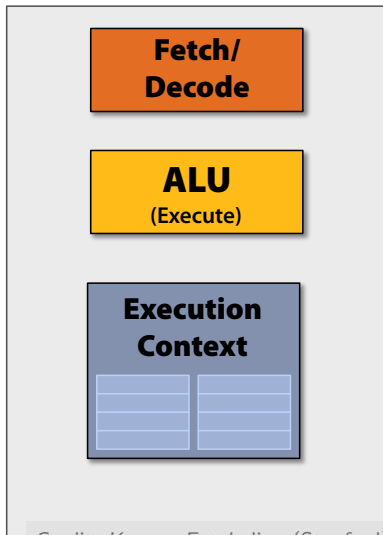 Fetch/
Decode
ALU
(Execute)
Execution
Context